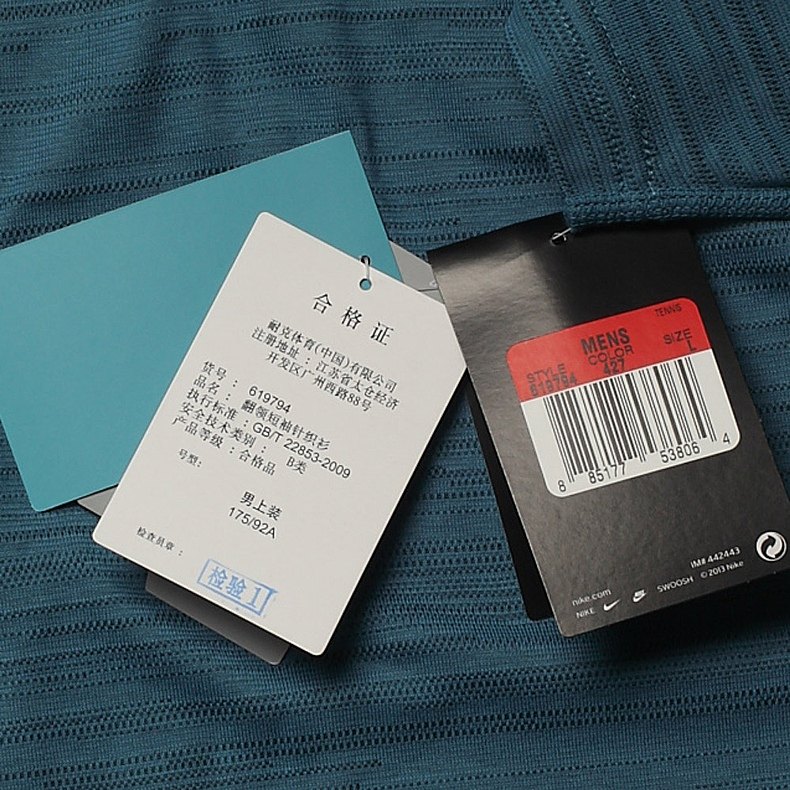 合格证
耐克体育(中国)有限公司
注册地址：江苏省太仓经济
开发区广州西路88号
货号：619794
品名：翻领短袖针织衫
执行标准：GB/T 22853-2009
安全技术类别：B类
产品等级：合格品
号型:
男上装
175/92A
检查员章：
检验1
TENNIS
MENS
STYLE COLOR SIZE
619794 427 L
8 85177 53806 4
IM# 442443
nike.com
NIKE SWOOSH © 2013 Nike